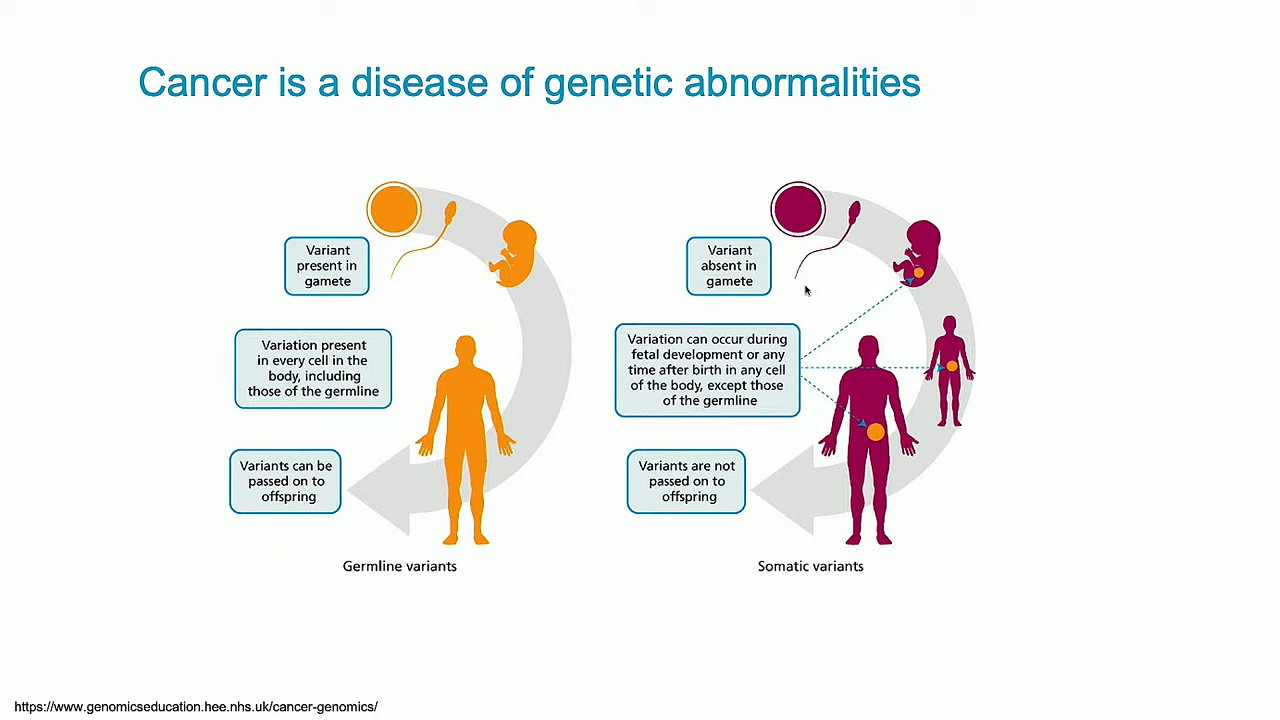 Cancer is a disease of genetic abnormalities
Variant
present in
gamete
Variation present
in every cell in the
body, including
those of the germline
Variants can be
passed on to
offspring
Germline variants
Variant
absent in
gamete
Variation can occur during
fetal development or any
time after birth in any cell
of the body, except those
of the germline
Variants are not
passed on to
offspring
Somatic variants
https://www.genomicseducation.hee.nhs.uk/cancer-genomics/